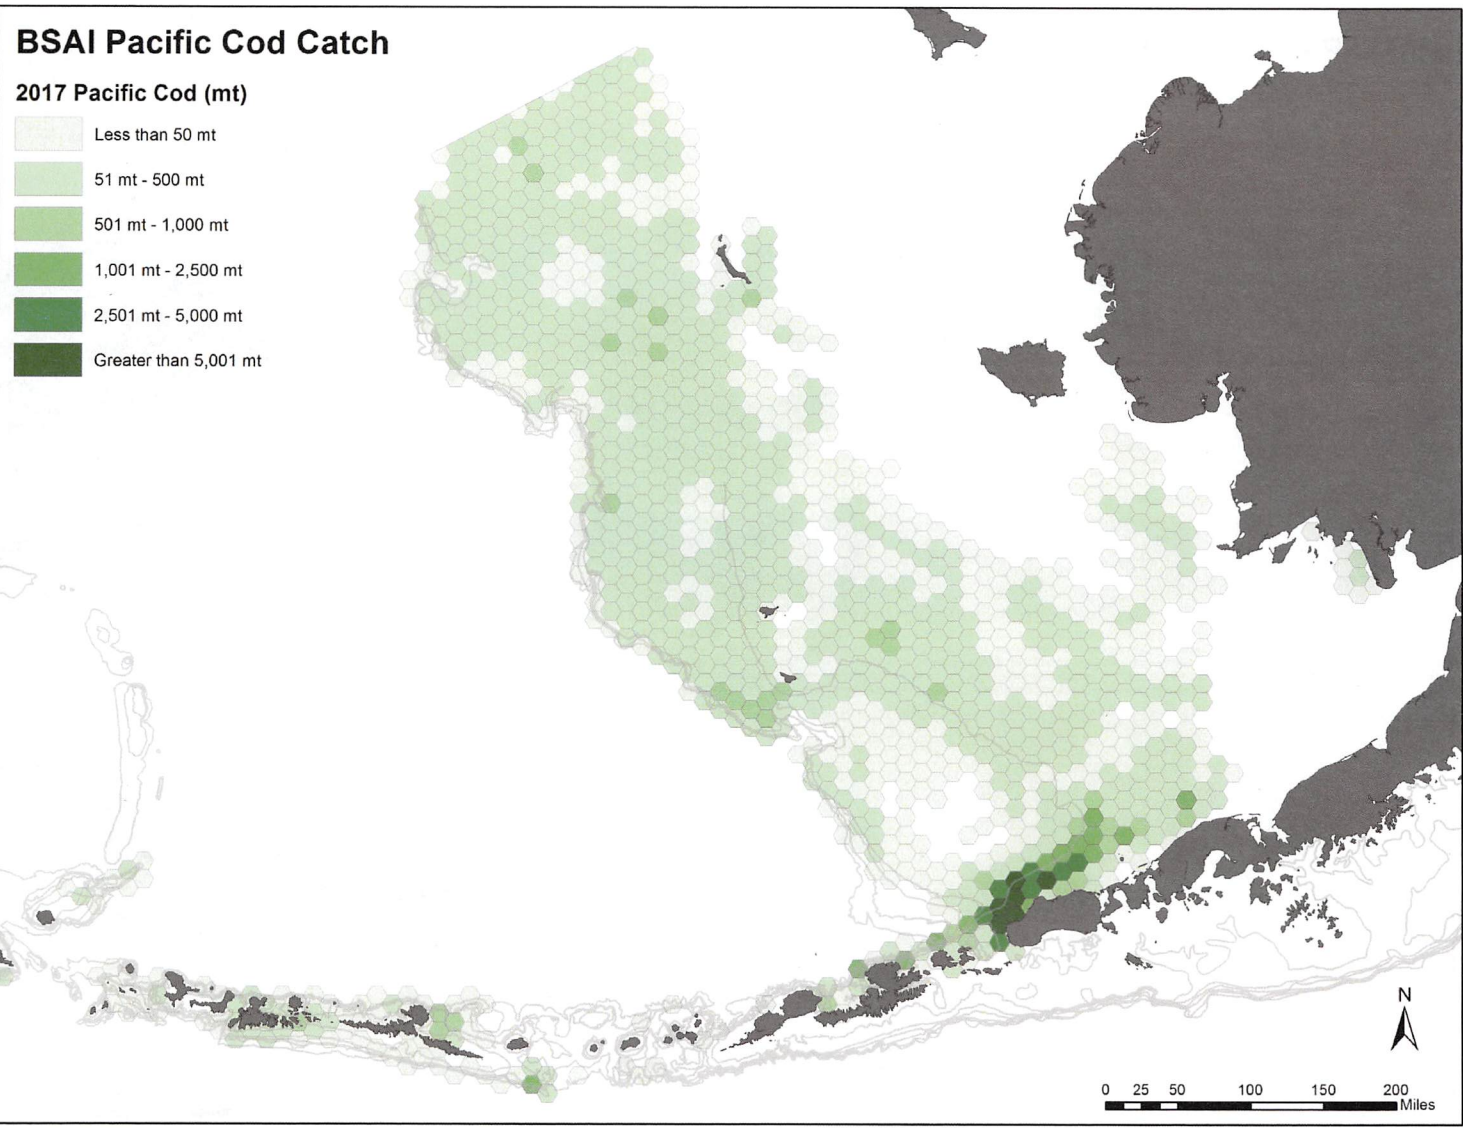 BSAI Pacific Cod Catch
2017 Pacific Cod (mt)
Less than 50 mt
51 mt - 500 mt
501 mt - 1,000 mt
1,001 mt - 2,500 mt
2,501 mt - 5,000 mt
Greater than 5,001 mt
N
0 25 50 100 150 200
Miles